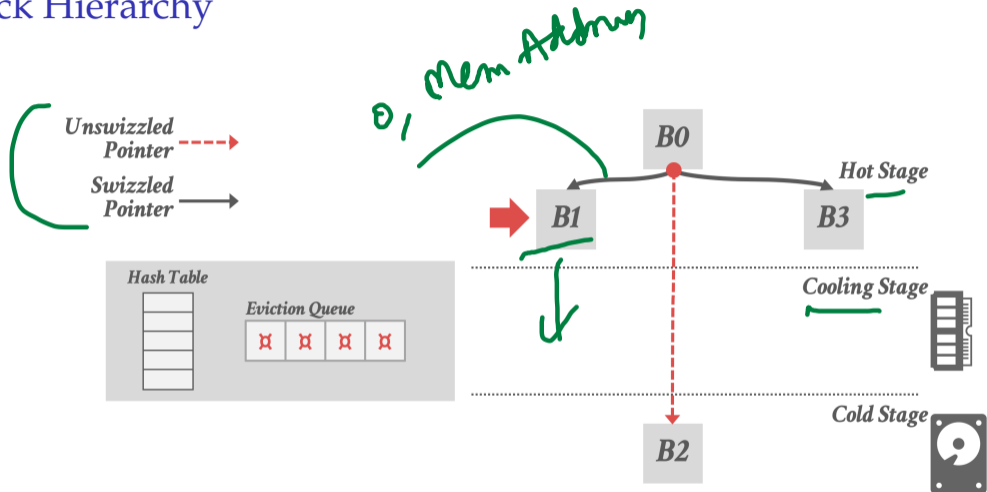 ck Hierarchy
0, Mem Address
Unswizzled
Pointer
Swizzled
Pointer
B0
Hot Stage
B1
B3
Hash Table
Eviction Queue
¤ ¤ ¤ ¤
Cooling Stage
Cold Stage
B2